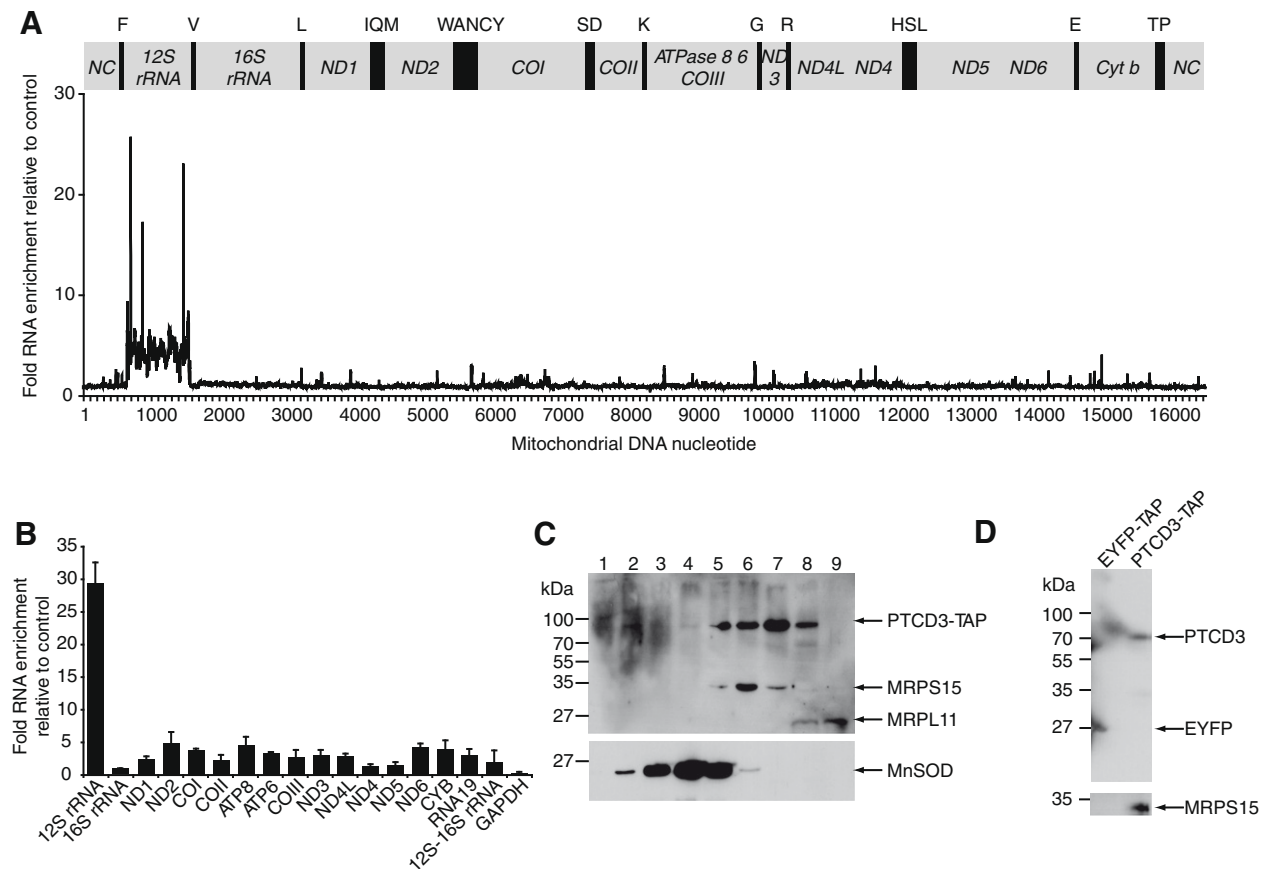 A
F V L IQM WANCY SD K G R HSL E TP
NC 12S rRNA 16S rRNA ND1 ND2 COI COII ATPase 8 6 COIII ND 3 ND4L ND4 ND5 ND6 Cyt b NC
Fold RNA enrichment relative to control
30
20
10
0
1 1000 2000 3000 4000 5000 6000 7000 8000 9000 10000 11000 12000 13000 14000 15000 16000
Mitochondrial DNA nucleotide
B
Fold RNA enrichment
relative to control
35
30
25
20
15
10
5
0
12S rRNA
16S rRNA
ND1
ND2
COI
COII
ATP8
ATP6
COIII
ND3
ND4L
ND4
ND5
ND6
CYB
RNA19
12S-16S rRNA
GAPDH
C
1 2 3 4 5 6 7 8 9
kDa
100
70
55
35
27
PTCD3-TAP
MRPS15
MRPL11
27
MnSOD
D
EYFP-TAP
PTCD3-TAP
kDa
100
70
55
35
27
PTCD3
EYFP
35
MRPS15